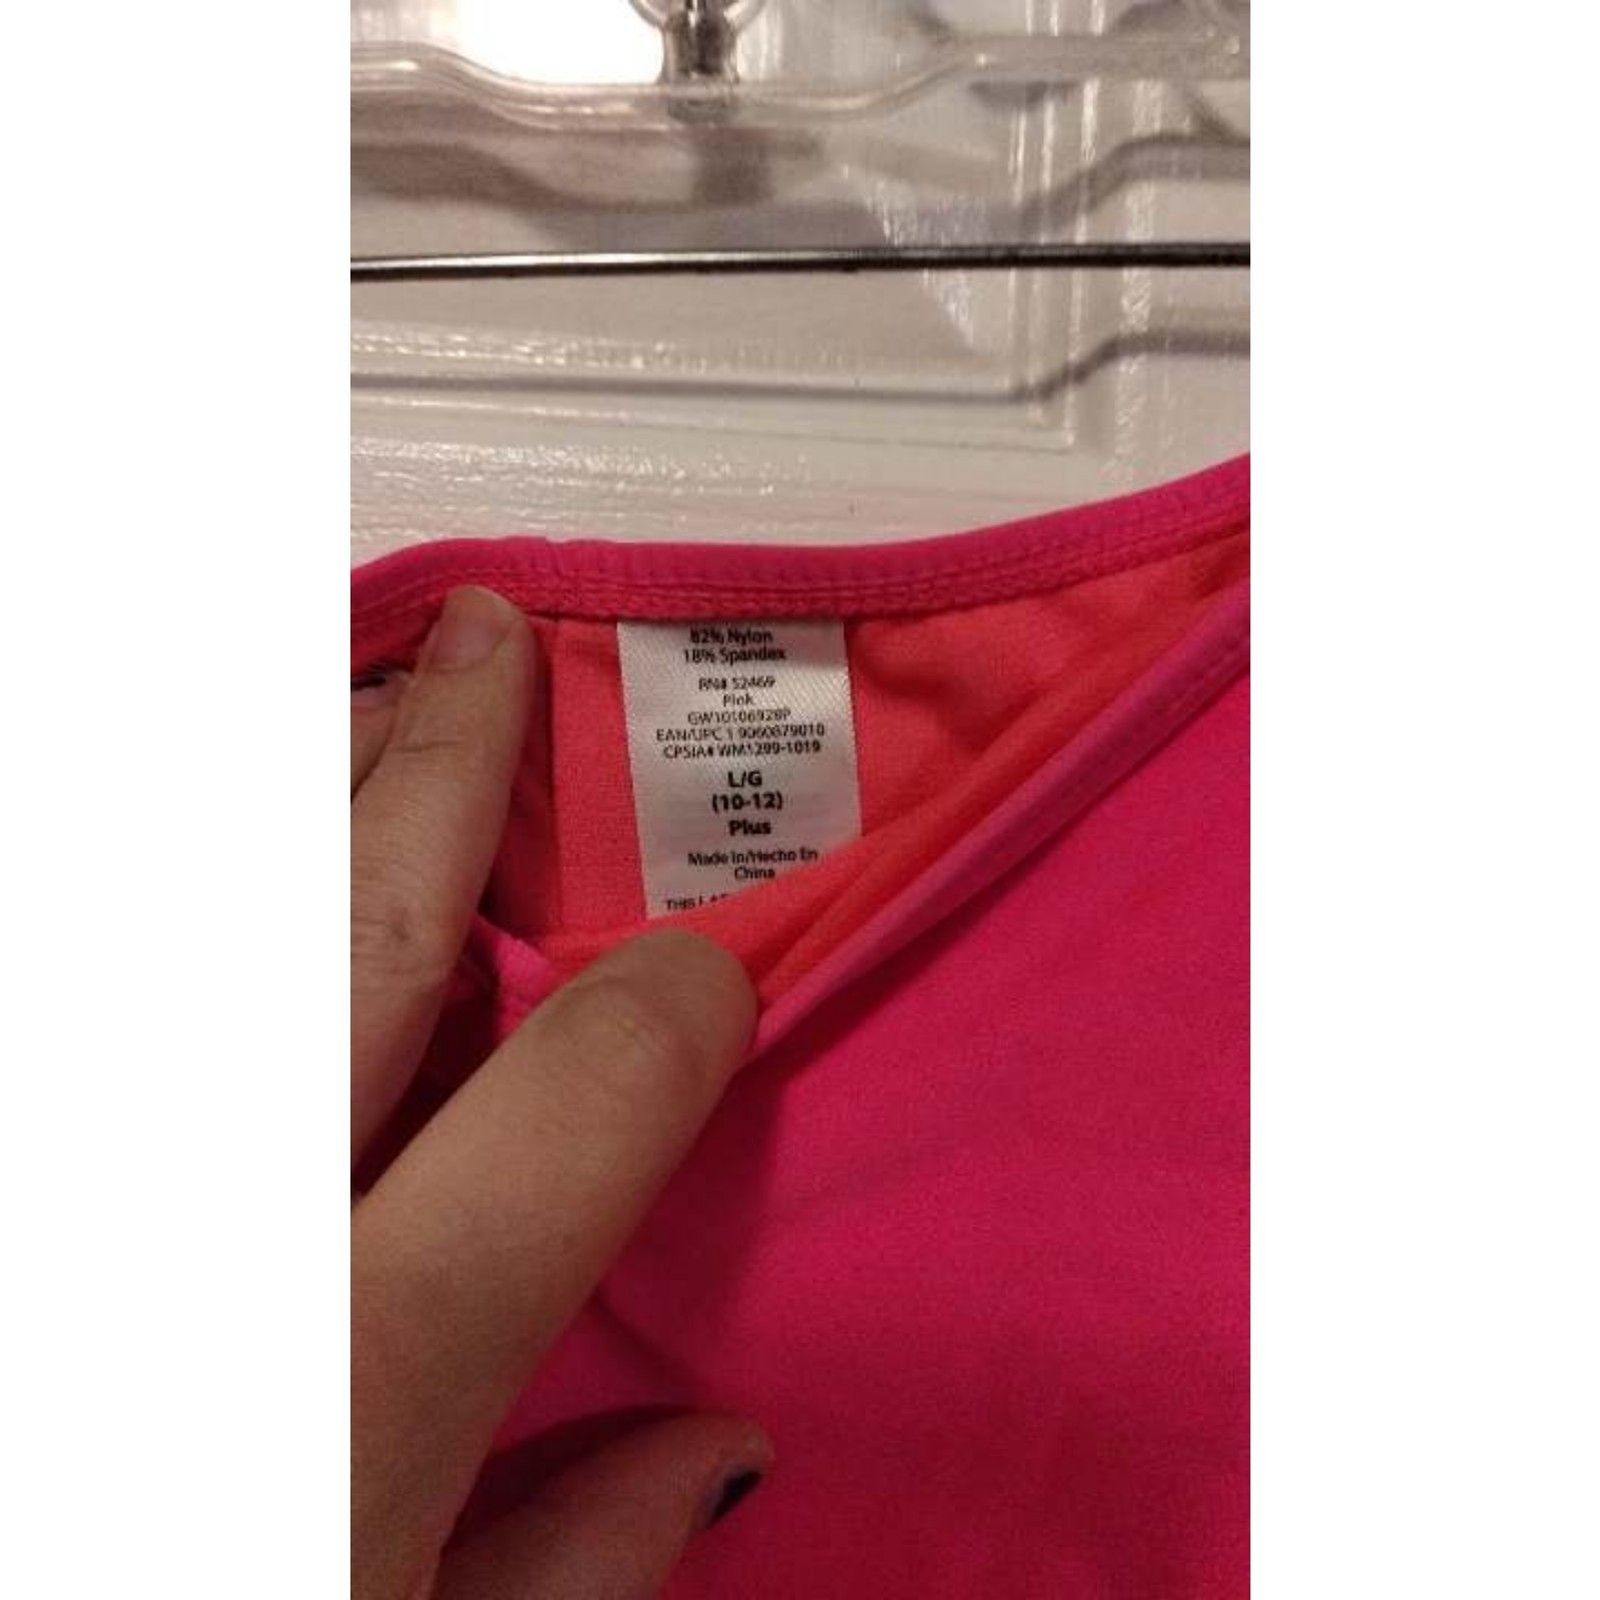 82% Nylon
18% Spandex
RN# 52469
Pink
GW10106928P
EAN/UPC 1 9060879010
CPSIA# WM1299-1019
L/G
(10-12)
Plus
Made In/Hecho En
China
THIS